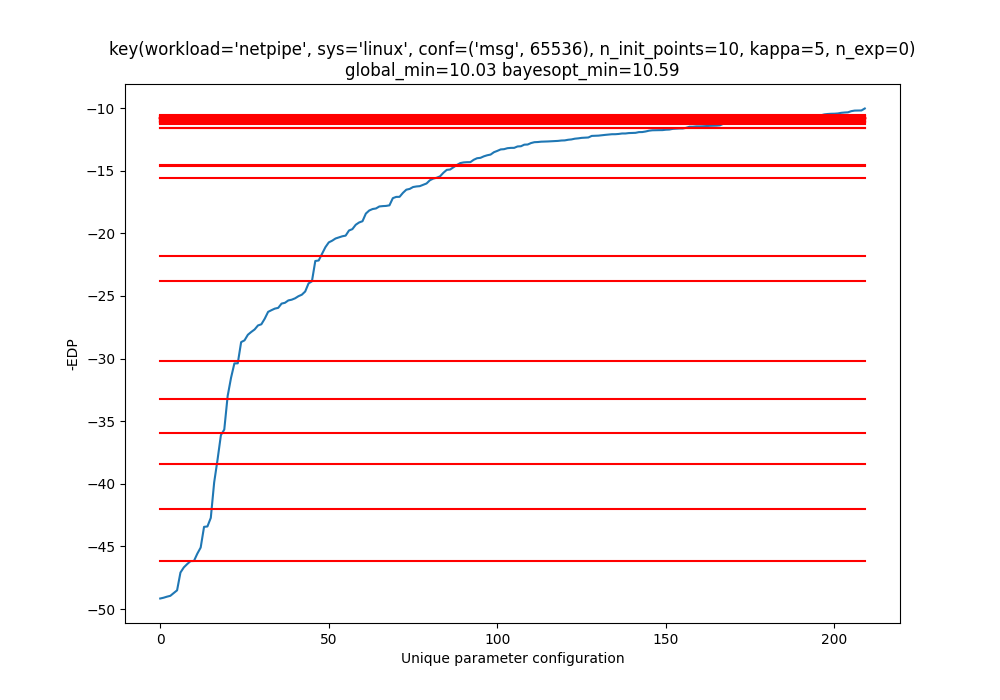 key(workload='netpipe', sys='linux', conf=('msg', 65536), n_init_points=10, kappa=5, n_exp=0)
global_min=10.03 bayesopt_min=10.59
−10
−15
−20
−25
−30
−35
−40
−45
−50
-EDP
0 50 100 150 200
Unique parameter configuration